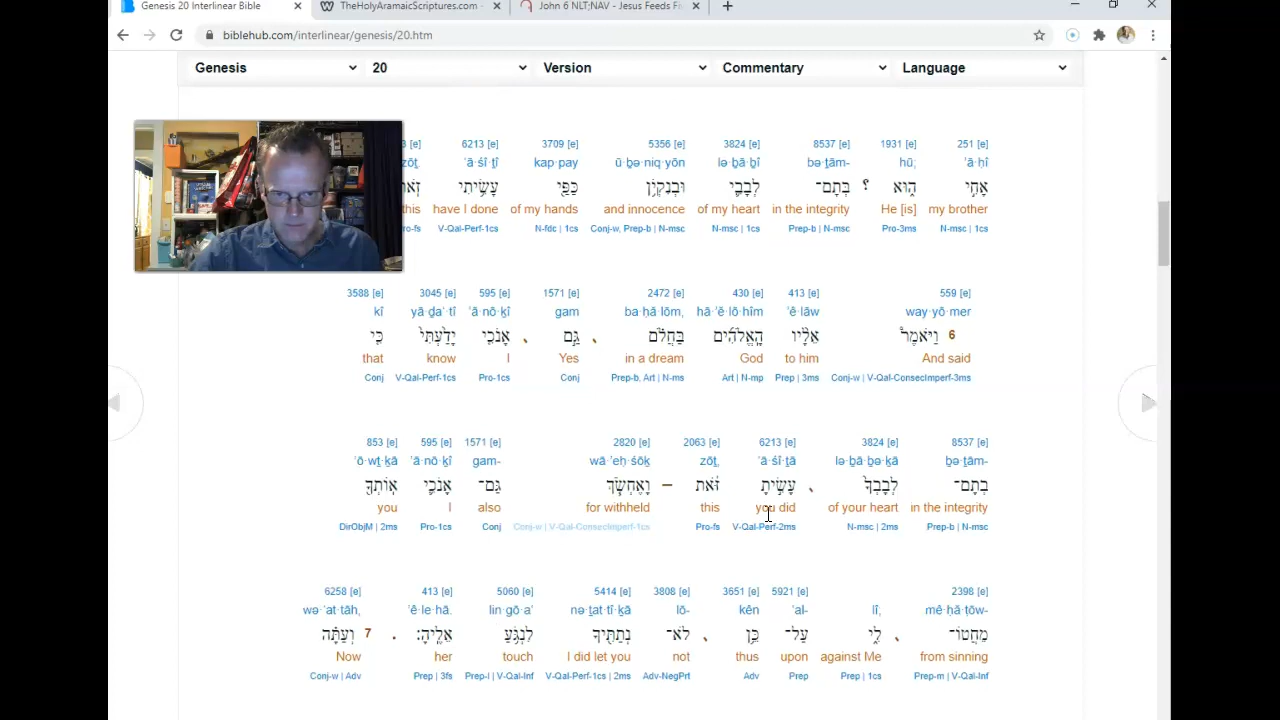 Genesis 20 Interlinear Bible
TheHolyAramaicScriptures.com -
John 6 NLT;NAV - Jesus Feeds Fi
biblehub.com/interlinear/genesis/20.htm
Genesis 20 Version Commentary Language
[e] 6213 [e] 3709 [e] 5356 [e] 3824 [e] 8537 [e] 1931 [e] 251 [e]
zōṯ ‘ā·śî·ṯî kap·pay ū·ḇə·niq·yōn lə·ḇā·ḇî bə·ṯām- hū; ’ā·ḥî
אָחִ֣י ה֑וּא ؟ בְּתָם־ לְבָבִ֛י וּבְנִקְיֹ֥ן כַּפַּ֖י עָשִׂ֥יתִי
this have I done of my hands and innocence of my heart in the integrity He [is] my brother
ro-fs V-Qal-Perf-1cs N-fdc | 1cs Conj-w, Prep-b | N-msc N-msc | 1cs Prep-b | N-msc Pro-3ms N-msc | 1cs
3588 [e] 3045 [e] 595 [e] 1571 [e] 2472 [e] 430 [e] 413 [e] 559 [e]
kî yā·ḏa‘·tî ’ā·nō·ḵî gam ba·ḥă·lōm, hā·’ĕ·lō·hîm ’ê·lāw way·yō·mer
6 וַיֹּאמֶר֩ אֵלָ֨יו הָֽאֱלֹהִ֜ים בַּחֲלֹ֗ם 、 גַּ֣ם 、 אָנֹכִ֤י יָדַ֙עְתִּי֙ כִּ֤י
that know I Yes in a dream God to him And said
Conj V-Qal-Perf-1cs Pro-1cs Conj Prep-b, Art | N-ms Art | N-mp Prep | 3ms Conj-w | V-Qal-ConsecImperf-3ms
853 [e] 595 [e] 1571 [e] 2820 [e] 2063 [e] 6213 [e] 3824 [e] 8537 [e]
’ō·wṯ·ḵā ’ā·nō·ḵî gam- wā·’eḥ·śōḵ zōṯ, ‘ā·śî·ṯā lə·ḇā·ḇə·ḵā ḇə·ṯām-
בְתָם־ לְבָבְךָ֙ 、 עָשִׂ֣יתָ זֹּ֔את – וָאֶחְשֹׂ֧ךְ גַּם־ אָנֹכִ֛י אֽוֹתְךָ֖
you I also for withheld this you did of your heart in the integrity
DirObjM | 2ms Pro-1cs Conj Conj-w | V-Qal-ConsecImperf-1cs Pro-fs V-Qal-Perf-2ms N-msc | 2ms Prep-b | N-msc
6258 [e] 413 [e] 5060 [e] 5414 [e] 3808 [e] 3651 [e] 5921 [e] 2398 [e]
wə·‘at·tāh, ’ê·le·hā. lin·gō·a‘ nə·ṯat·tî·ḵā lō- kên ‘al- lî, mê·ḥă·ṭōw-
מֵחֲטוֹ־ לִ֑י 、 עַל־ כֵּ֥ן 、 לֹא־ נְתַתִּ֖יךָ לִנְגֹּ֥עַ אֵלֶֽיהָ׃ . 7 וְעַתָּ֗ה
Now her touch I did let you not thus upon against Me from sinning
Conj-w | Adv Prep | 3fs Prep-l | V-Qal-Inf V-Qal-Perf-1cs | 2ms Adv-NegPrt Adv Prep Prep | 1cs Prep-m | V-Qal-Inf